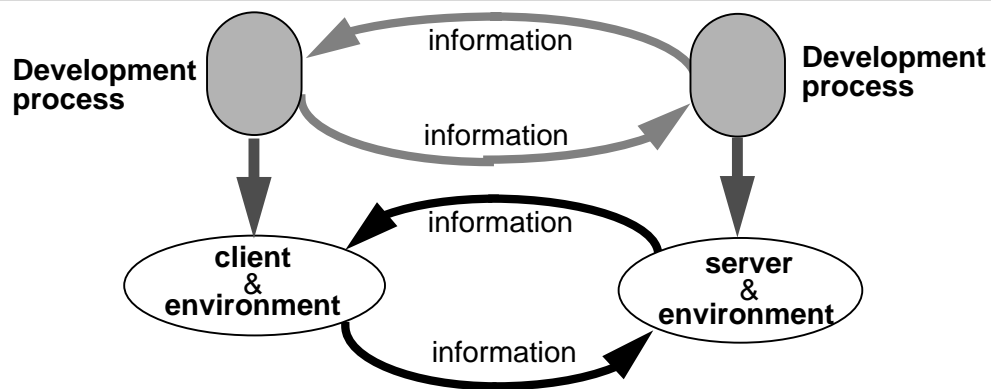 information
Development
process
Development
process
information
information
client
&
environment
server
&
environment
information